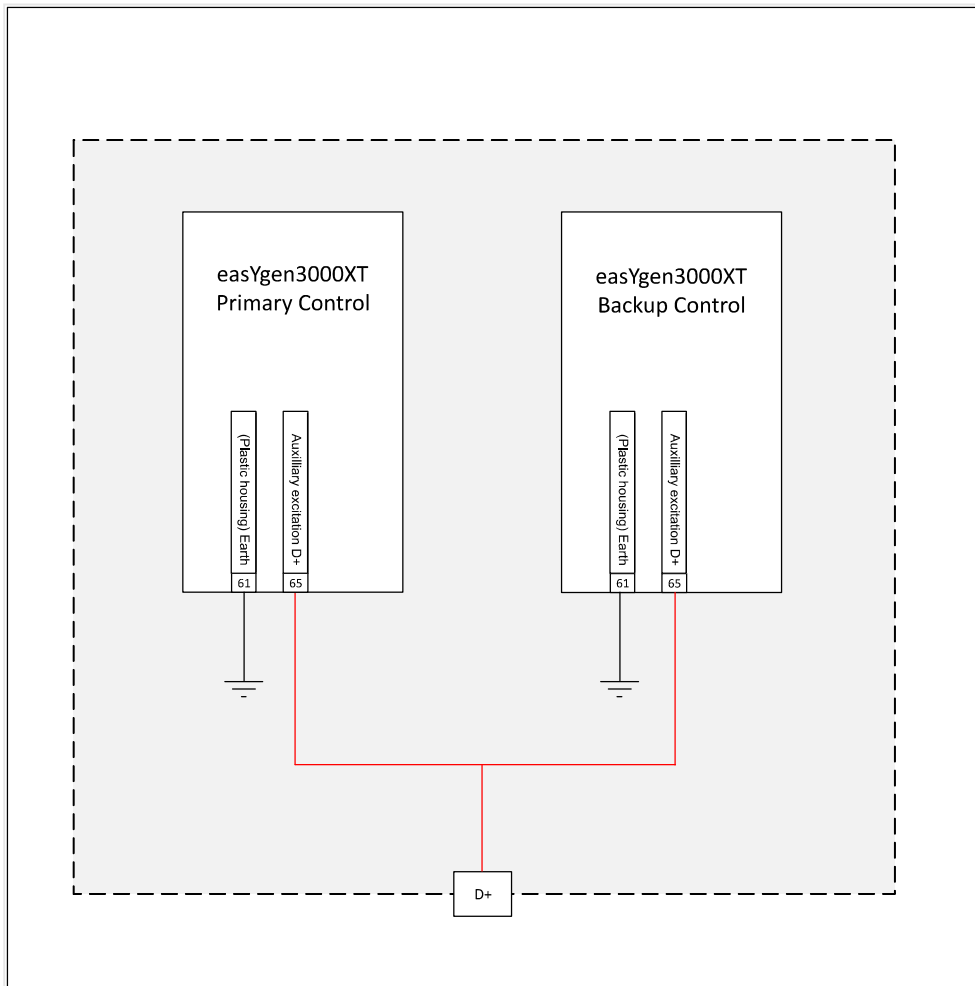 easYgen3000XT
Primary Control
(Plastic housing) Earth
61
Auxilliary excitation D+
65
easYgen3000XT
Backup Control
(Plastic housing) Earth
61
Auxilliary excitation D+
65
D+